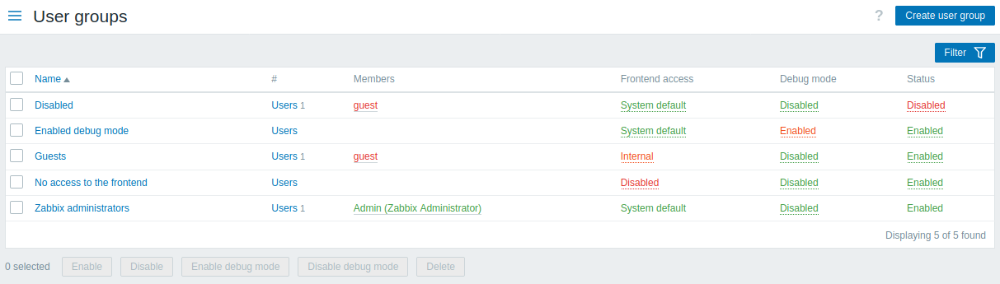 User groups ? Create user group
Filter
Name # Members Frontend access Debug mode Status
Disabled Users 1 guest System default Disabled Disabled
Enabled debug mode Users System default Enabled Enabled
Guests Users 1 guest Internal Disabled Enabled
No access to the frontend Users Disabled Disabled Enabled
Zabbix administrators Users 1 Admin (Zabbix Administrator) System default Disabled Enabled
Displaying 5 of 5 found
0 selected Enable Disable Enable debug mode Disable debug mode Delete